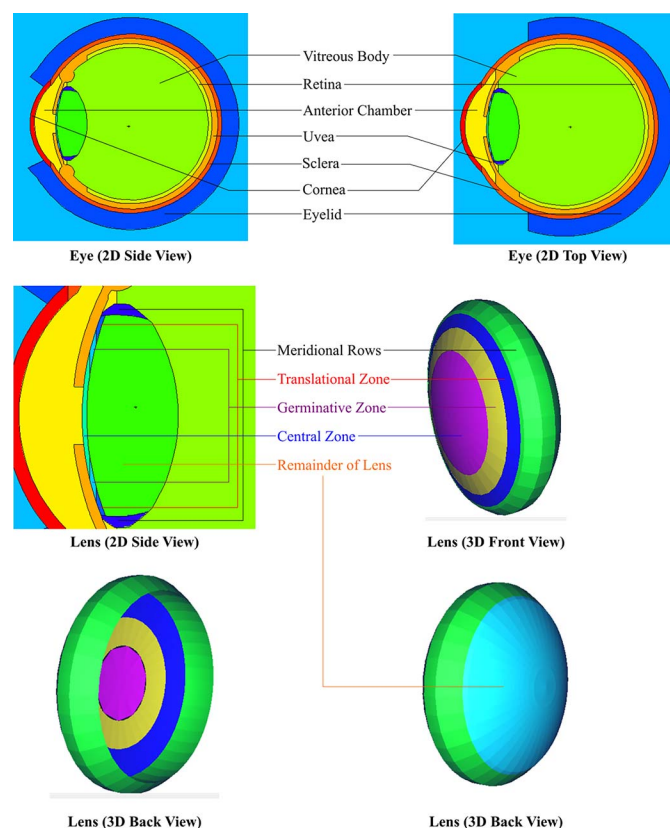 Vitreous Body
Retina
Anterior Chamber
Uvea
Sclera
Cornea
Eyelid
Eye (2D Side View)
Eye (2D Top View)
Meridional Rows
Translational Zone
Germinative Zone
Central Zone
Remainder of Lens
Lens (2D Side View)
Lens (3D Front View)
Lens (3D Back View)
Lens (3D Back View)